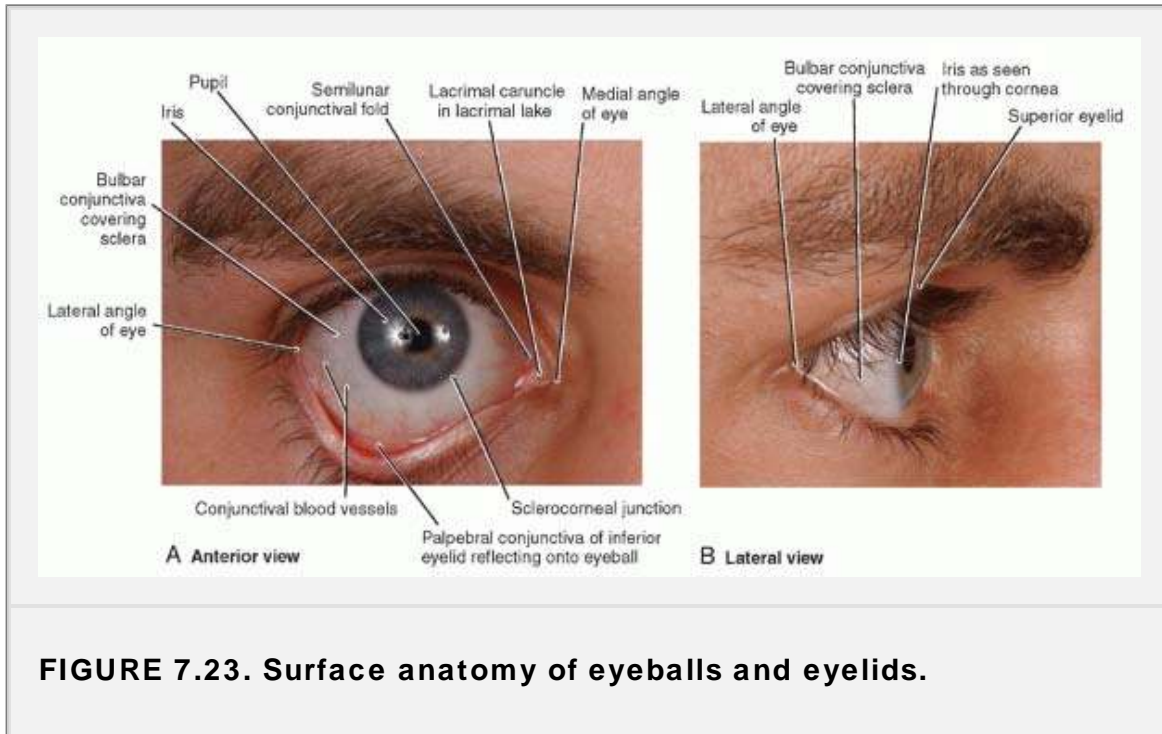 Pupil
Iris
Semilunar
conjunctival fold
Lacrimal caruncle
in lacrimal lake
Medial angle
of eye
Bulbar
conjunctiva
covering
sclera
Lateral angle
of eye
Conjunctival blood vessels
Sclerocorneal junction
Palpebral conjunctiva of inferior
eyelid reflecting onto eyeball
A Anterior view
Bulbar conjunctiva
covering sclera
Iris as seen
through cornea
Lateral angle
of eye
Superior eyelid
B Lateral view
FIGURE 7.23. Surface anatomy of eyeballs and eyelids.